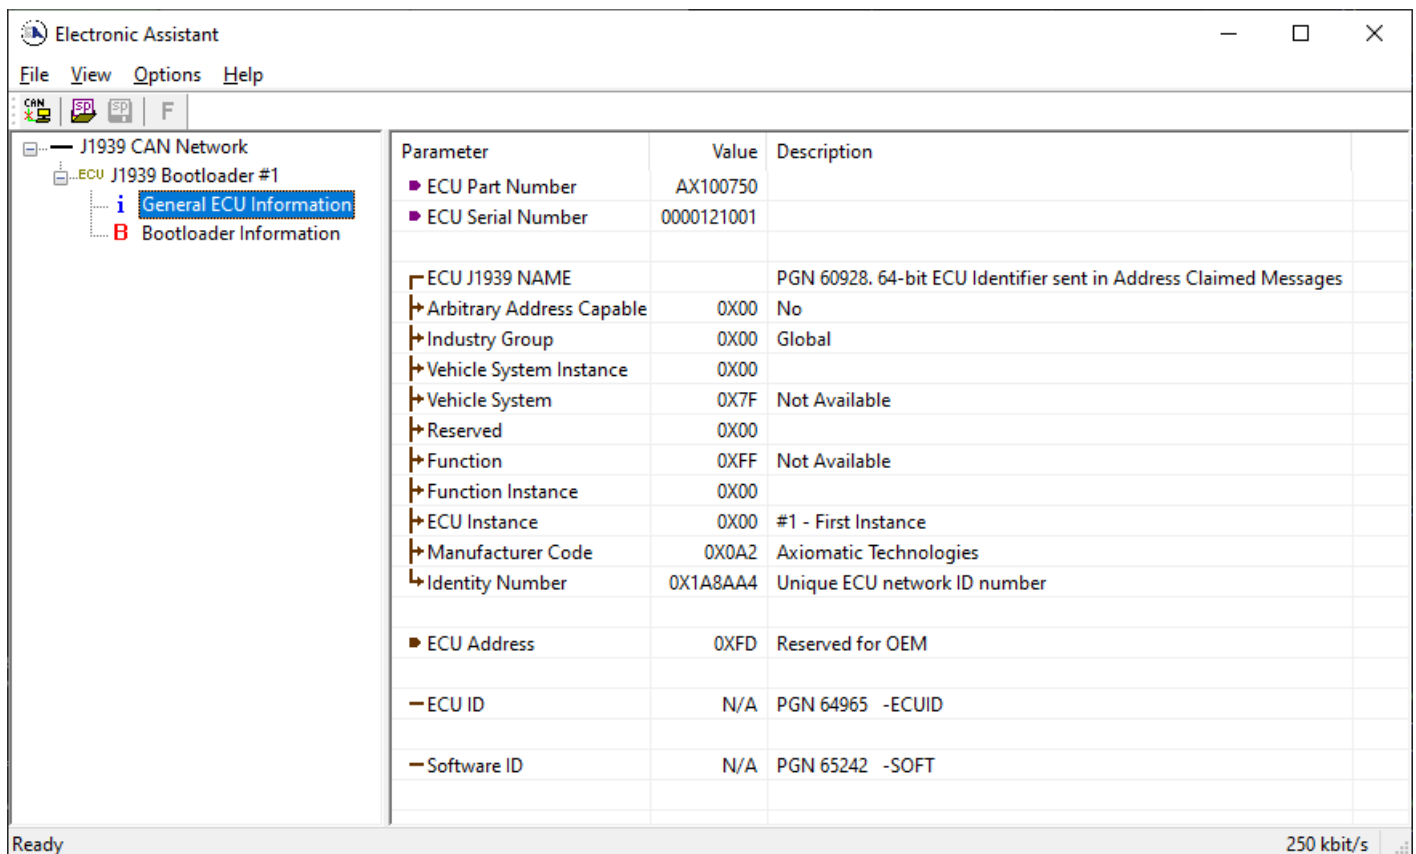 Electronic Assistant
File View Options Help
CAN SP SP F
J1939 CAN Network
ECU J1939 Bootloader #1
i General ECU Information
B Bootloader Information
Parameter Value Description
ECU Part Number AX100750
ECU Serial Number 0000121001
ECU J1939 NAME PGN 60928. 64-bit ECU Identifier sent in Address Claimed Messages
Arbitrary Address Capable 0X00 No
Industry Group 0X00 Global
Vehicle System Instance 0X00
Vehicle System 0X7F Not Available
Reserved 0X00
Function 0XFF Not Available
Function Instance 0X00
ECU Instance 0X00 #1 - First Instance
Manufacturer Code 0X0A2 Axiomatic Technologies
Identity Number 0X1A8AA4 Unique ECU network ID number
ECU Address 0XFD Reserved for OEM
ECU ID N/A PGN 64965 -ECUID
Software ID N/A PGN 65242 -SOFT
Ready 250 kbit/s